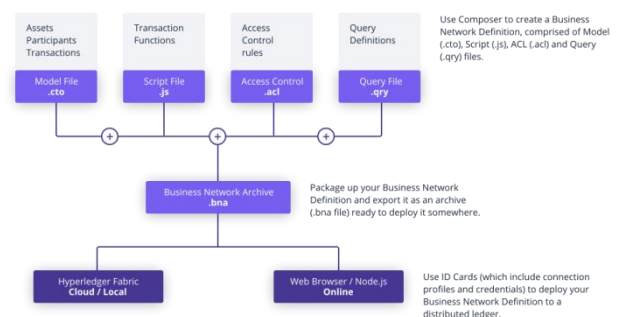 Assets
Participants
Transactions
Transaction
Functions
Access
Control
rules
Query
Definitions
Use Composer to create a Business
Network Definition, comprised of Model
(.cto), Script (.js), ACL (.acl) and Query
(.qry) files.
Model File
.cto
Script File
.js
Access Control
.acl
Query File
.qry
+
+
+
Business Network Archive
.bna
Package up your Business Network
Definition and export it as an archive
(.bna file) ready to deploy it somewhere.
Hyperledger Fabric
Cloud / Local
Web Browser / Node.js
Online
Use ID Cards (which include connection
profiles and credentials) to deploy your
Business Network Definition to a
distributed ledger.